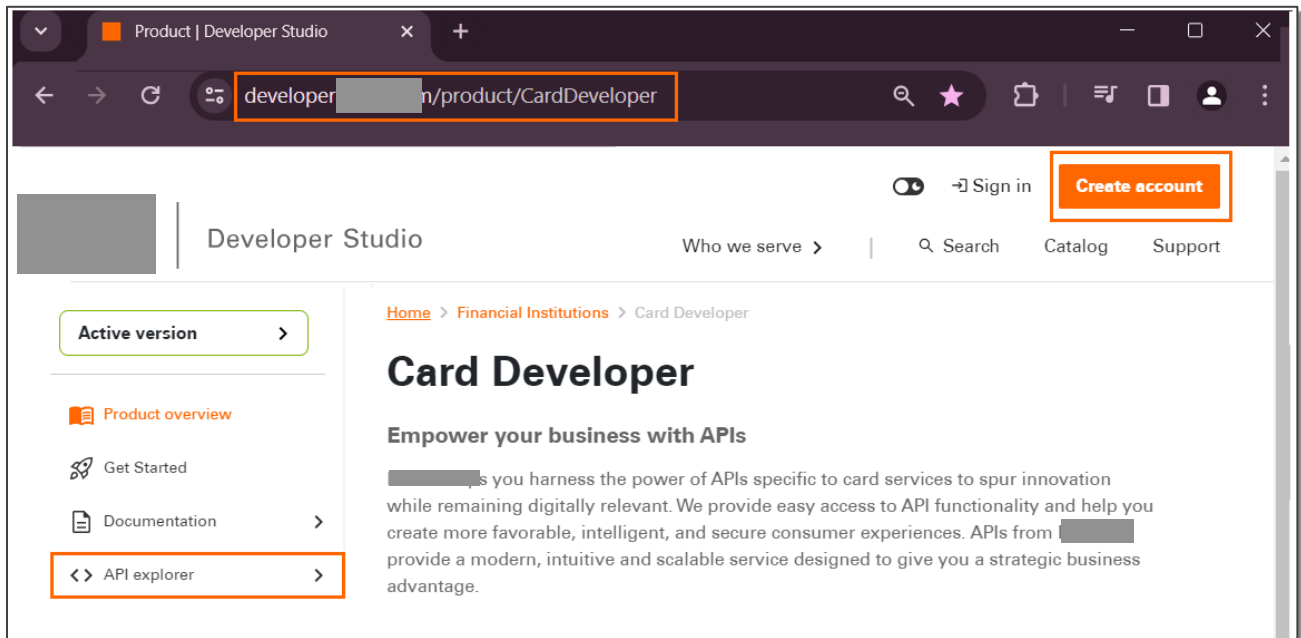 Product | Developer Studio
developer m/product/CardDeveloper
Sign in
Create account
Developer Studio
Who we serve
Search
Catalog
Support
Active version
Product overview
Get Started
Documentation
API explorer
Home > Financial Institutions > Card Developer
Card Developer
Empower your business with APIs
you harness the power of APIs specific to card services to spur innovation
while remaining digitally relevant. We provide easy access to API functionality and help you
create more favorable, intelligent, and secure consumer experiences. APIs from
provide a modern, intuitive and scalable service designed to give you a strategic business
advantage.